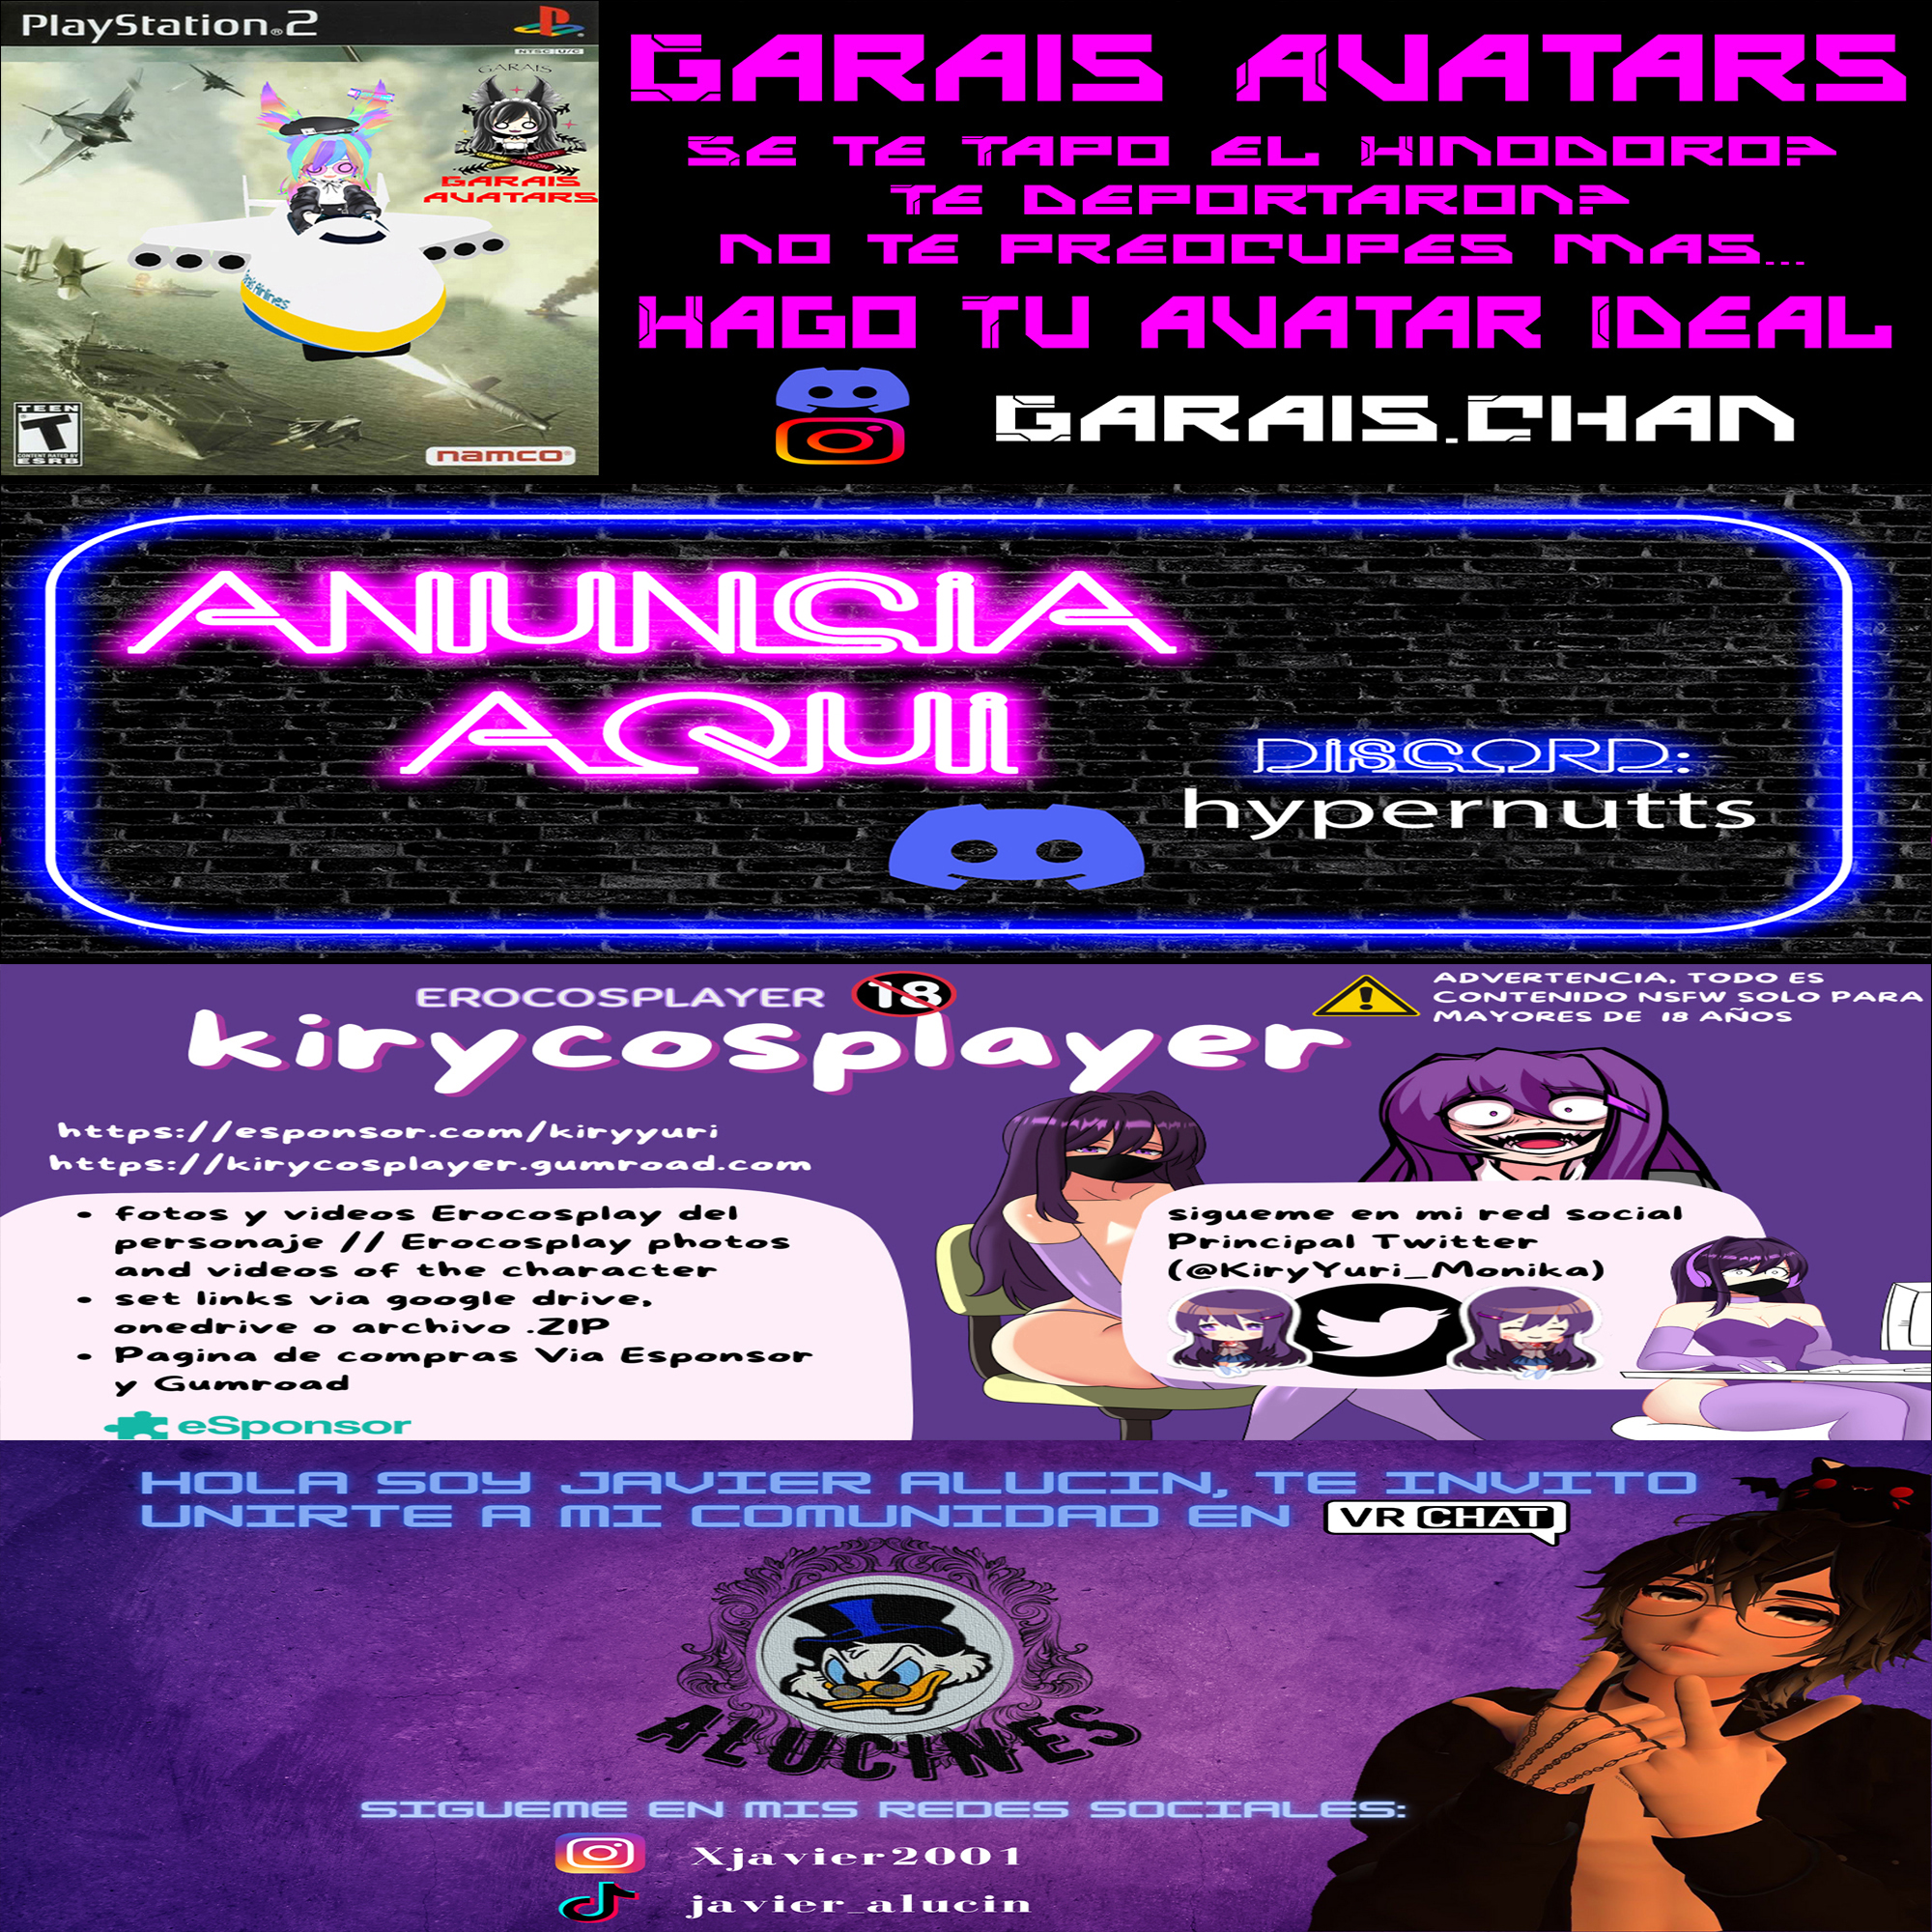 PlayStation®2
NTSC U/C
GARAIS
GARAIS
AVATARS
TEEN
T
CONTENT RATED BY
ESRB
namco®
GARAIS AVATARS
SE TE TAPO EL HINODORO?
TE DEPORTARON?
NO TE PREOCUPES MAS...
HAGO TU AVATAR IDEAL
GARAIS.CHAN
ANUNCIA
AQUI
DISCORD:
hypernutts
EROCOSPLAYER 18
kirycosplayer
ADVERTENCIA, TODO ES
CONTENIDO NSFW SOLO PARA
MAYORES DE 18 AÑOS
https://esponsor.com/kiryyuri
https://kirycosplayer.gumroad.com
• fotos y videos Erocosplay del
personaje // Erocosplay photos
and videos of the character
• set links via google drive,
onedrive o archivo .ZIP
• Pagina de compras Via Esponsor
y Gumroad
eSponsor
sigueme en mi red social
Principal Twitter
(@KiryYuri_Monika)
HOLA SOY JAVIER ALUCIN, TE INVITO
UNIRTE A MI COMUNIDAD EN VRCHAT
ALUCINES
SIGUEME EN MIS REDES SOCIALES:
Xjavier2001
javier_alucin